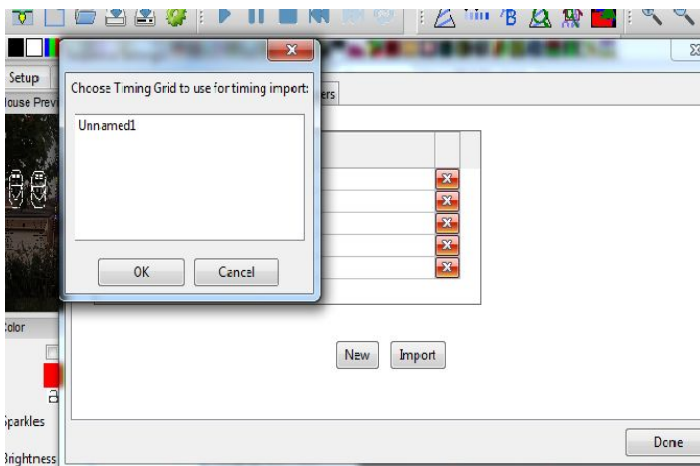 Setup
House Previ
Choose Timing Grid to use for timing import:
ers
Unnamed1
OK
Cancel
Color
New
Import
Sparkles
Done
Brightness